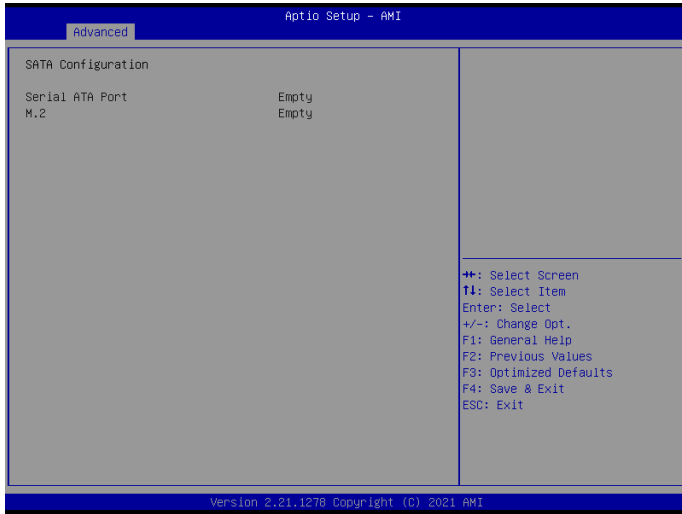 Aptio Setup – AMI
Advanced
SATA Configuration
Serial ATA Port Empty
M.2 Empty
→←: Select Screen
↑↓: Select Item
Enter: Select
+/-: Change Opt.
F1: General Help
F2: Previous Values
F3: Optimized Defaults
F4: Save & Exit
ESC: Exit
Version 2.21.1278 Copyright (C) 2021 AMI